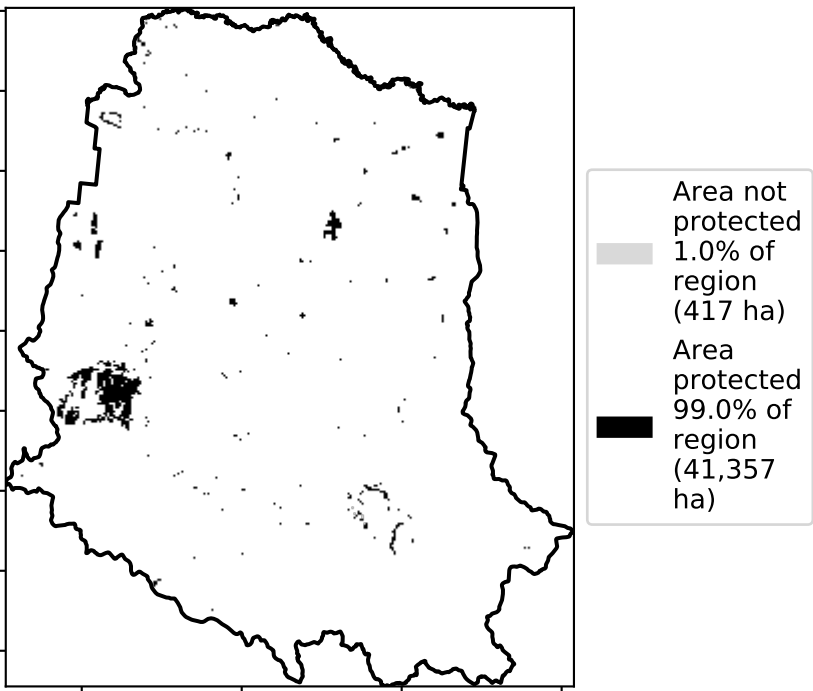 Area not
protected
1.0% of
region
(417 ha)
Area
protected
99.0% of
region
(41,357
ha)